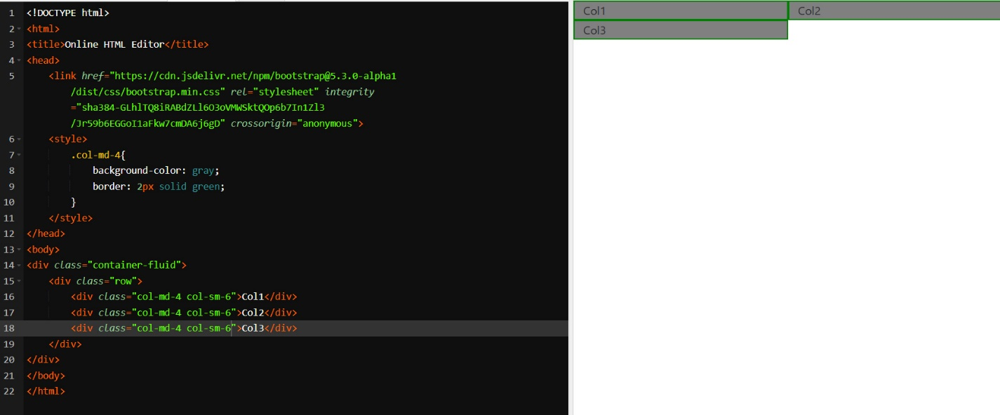 1 <!DOCTYPE html>
2 <html>
3 <title>Online HTML Editor</title>
4 <head>
5 <link href="https://cdn.jsdelivr.net/npm/bootstrap@5.3.0-alpha1
/dist/css/bootstrap.min.css" rel="stylesheet" integrity
="sha384-GLhlTQ8iRABdZLl6O3oVMWSktQOp6b7In1Zl3
/Jr59b6EGGoI1aFkw7cmDA6j6gD" crossorigin="anonymous">
6 <style>
7 .col-md-4{
8 background-color: gray;
9 border: 2px solid green;
10 }
11 </style>
12 </head>
13 <body>
14 <div class="container-fluid">
15 <div class="row">
16 <div class="col-md-4 col-sm-6">Col1</div>
17 <div class="col-md-4 col-sm-6">Col2</div>
18 <div class="col-md-4 col-sm-6">Col3</div>
19 </div>
20 </div>
21 </body>
22 </html>
Col1 Col2
Col3